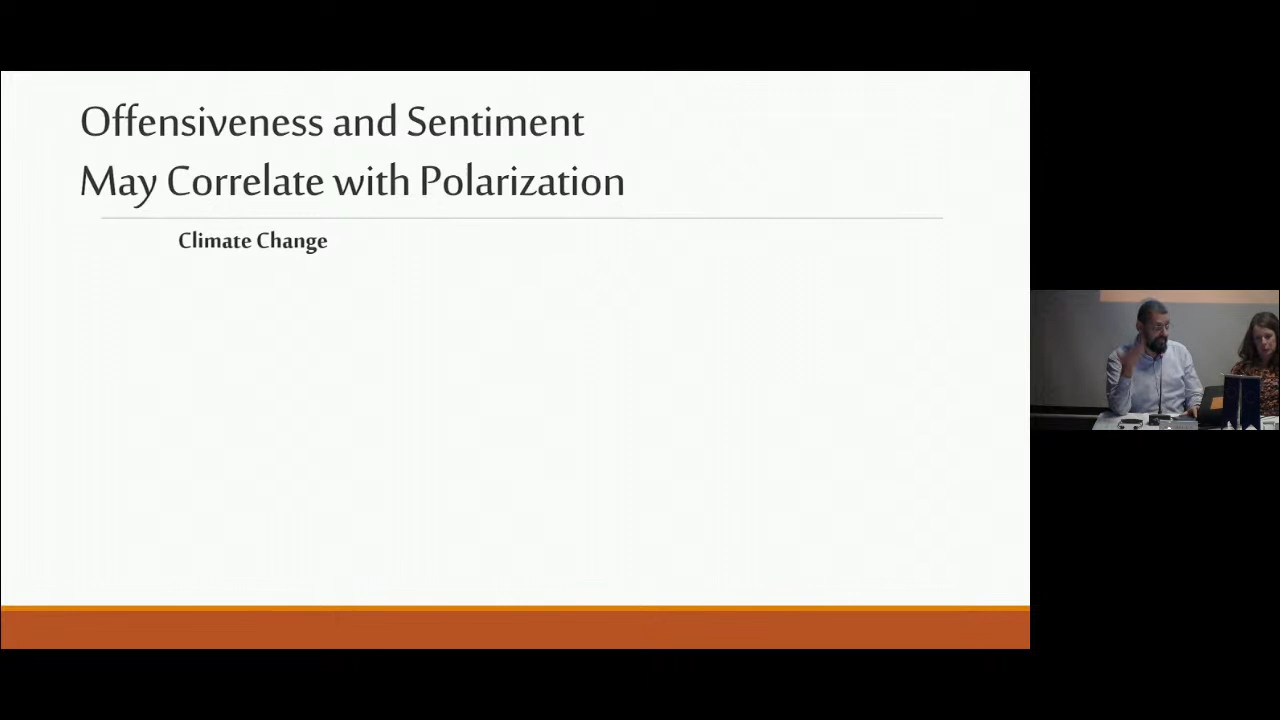 Offensiveness and Sentiment
May Correlate with Polarization
Climate Change